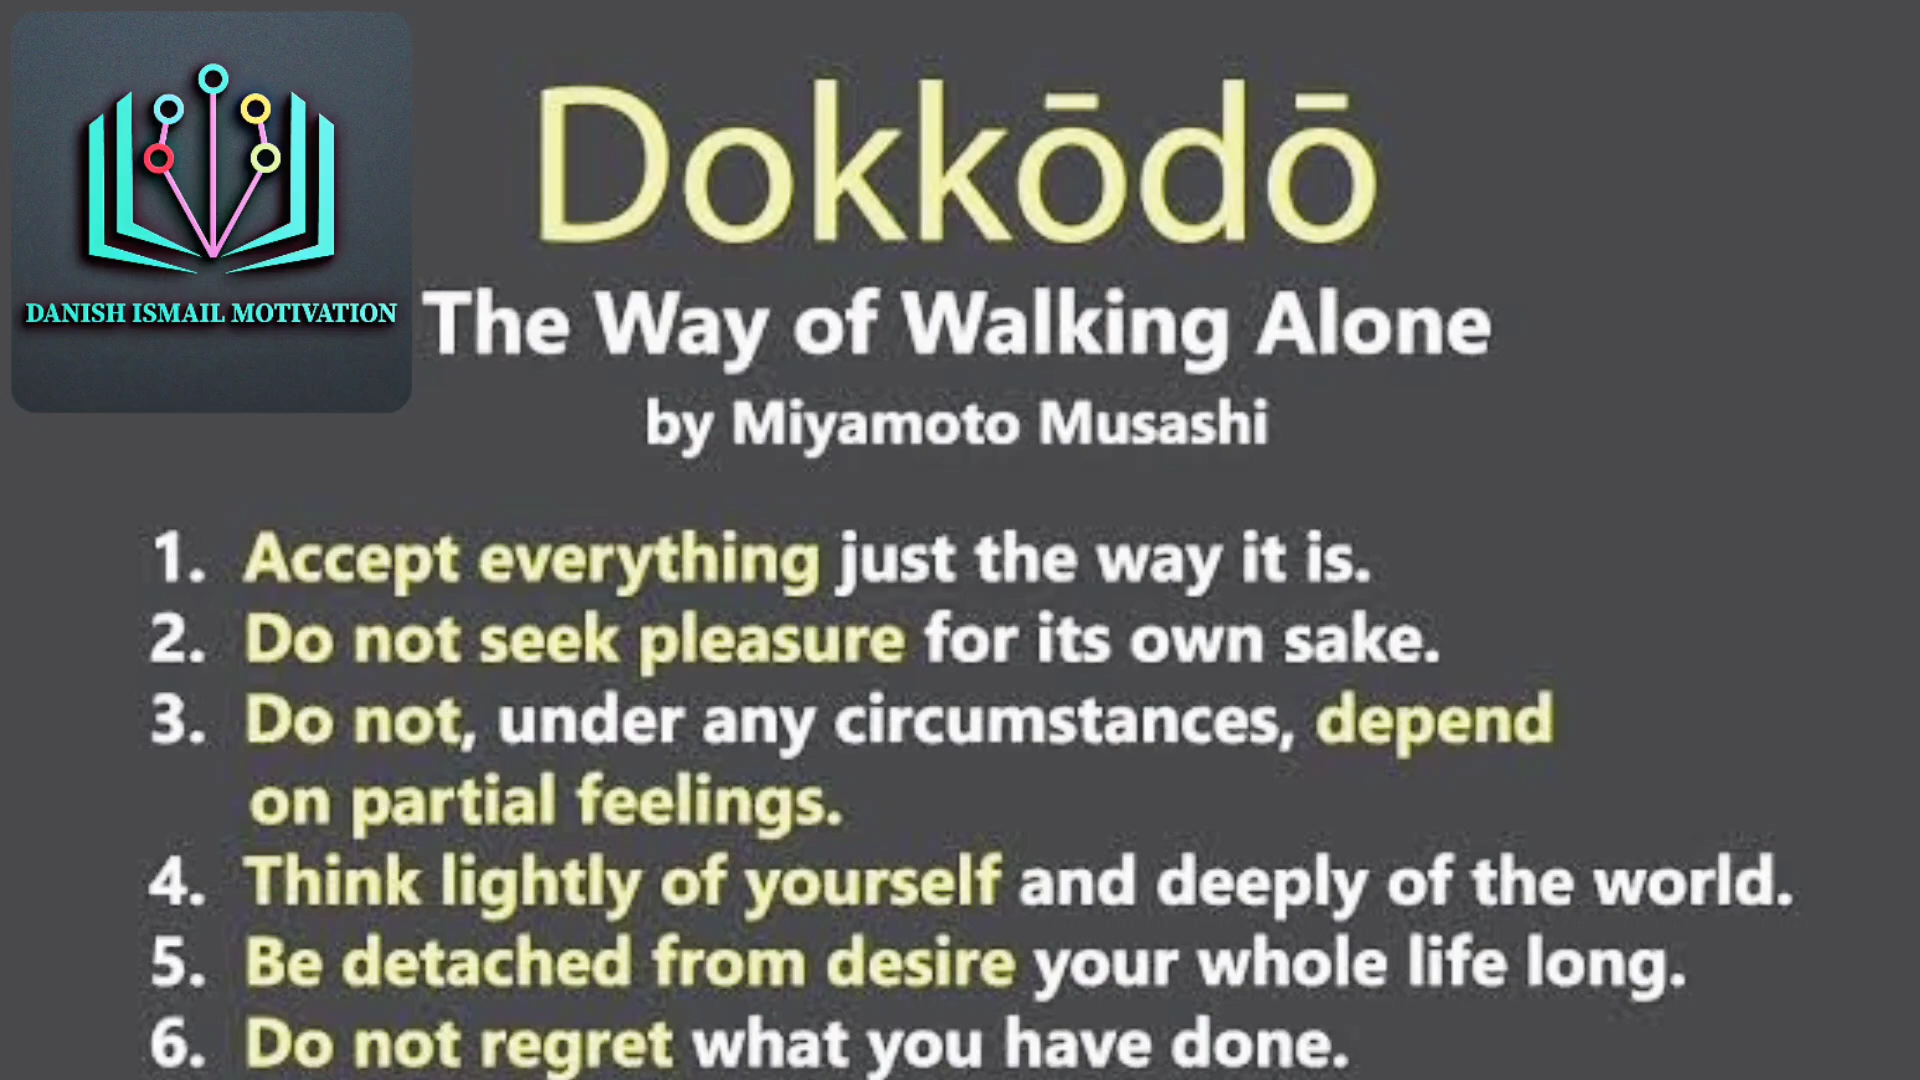 DANISH ISMAIL MOTIVATION
Dokkōdō
The Way of Walking Alone
by Miyamoto Musashi
1. Accept everything just the way it is.
2. Do not seek pleasure for its own sake.
3. Do not, under any circumstances, depend
on partial feelings.
4. Think lightly of yourself and deeply of the world.
5. Be detached from desire your whole life long.
6. Do not regret what you have done.